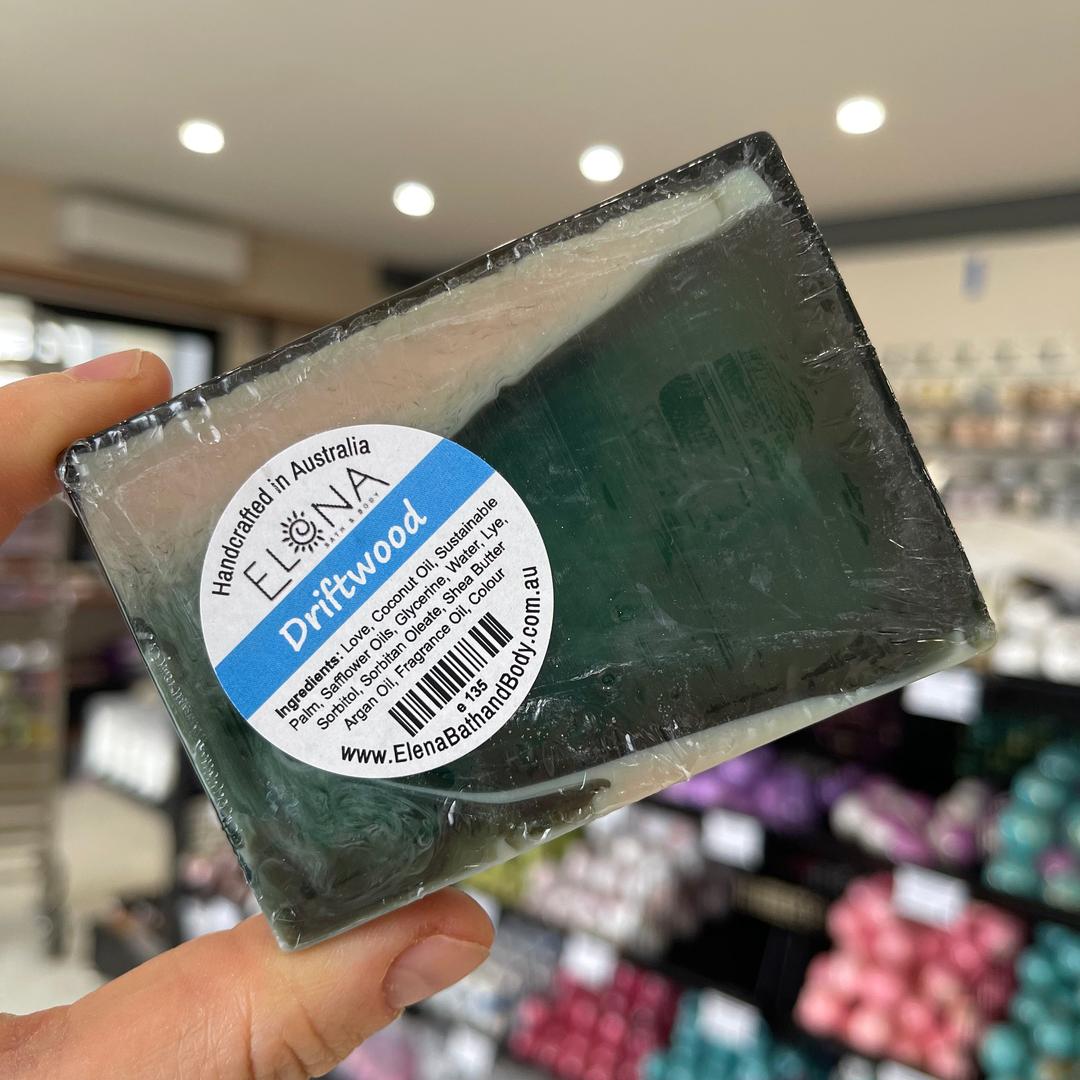 Handcrafted in Australia
ELONA
BATH & BODY
Driftwood
Ingredients: Love, Coconut Oil, Sustainable
Palm, Safflower Oils, Glycerine, Water, Lye,
Sorbitol, Sorbitan Oleate, Shea Butter
Argan Oil, Fragrance Oil, Colour
e 135
www.ElenaBathandBody.com.au